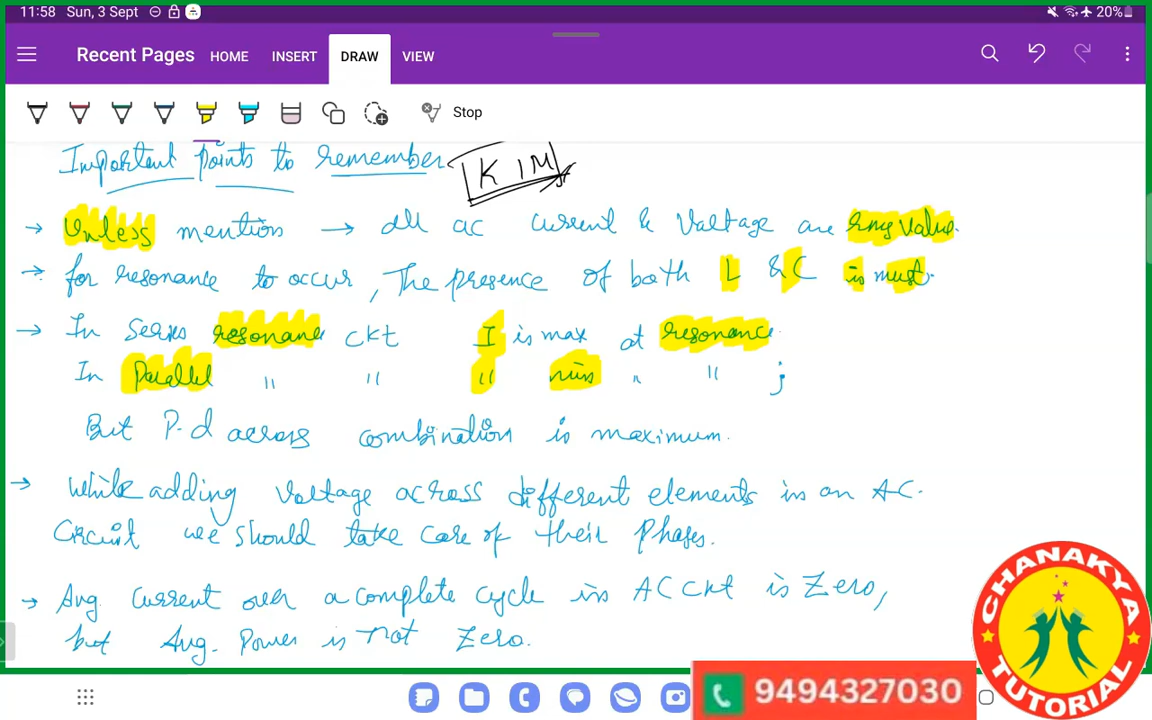 11:58 Sun, 3 Sept 20%
Recent Pages HOME INSERT DRAW VIEW
Stop
Important points to remember K IM
→ Unless mention → all ac current & Voltage are rms value.
→ for resonance to occur, The presence of both L & C is must.
→ In series resonance ckt I is max at resonance.
In Parallel " " " min " " ;
But P.d across combination is maximum.
→ While adding Voltage across different elements in an AC.
Circuit we should take care of their phases.
→ Avg. Current over a complete cycle in AC CKT is Zero,
but Avg. Power is not Zero.
9494327030
CHANAKYA
TUTORIAL